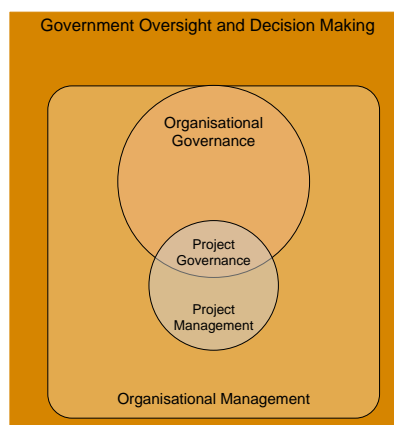 Government Oversight and Decision Making
Organisational
Governance
Project
Governance
Project
Management
Organisational Management